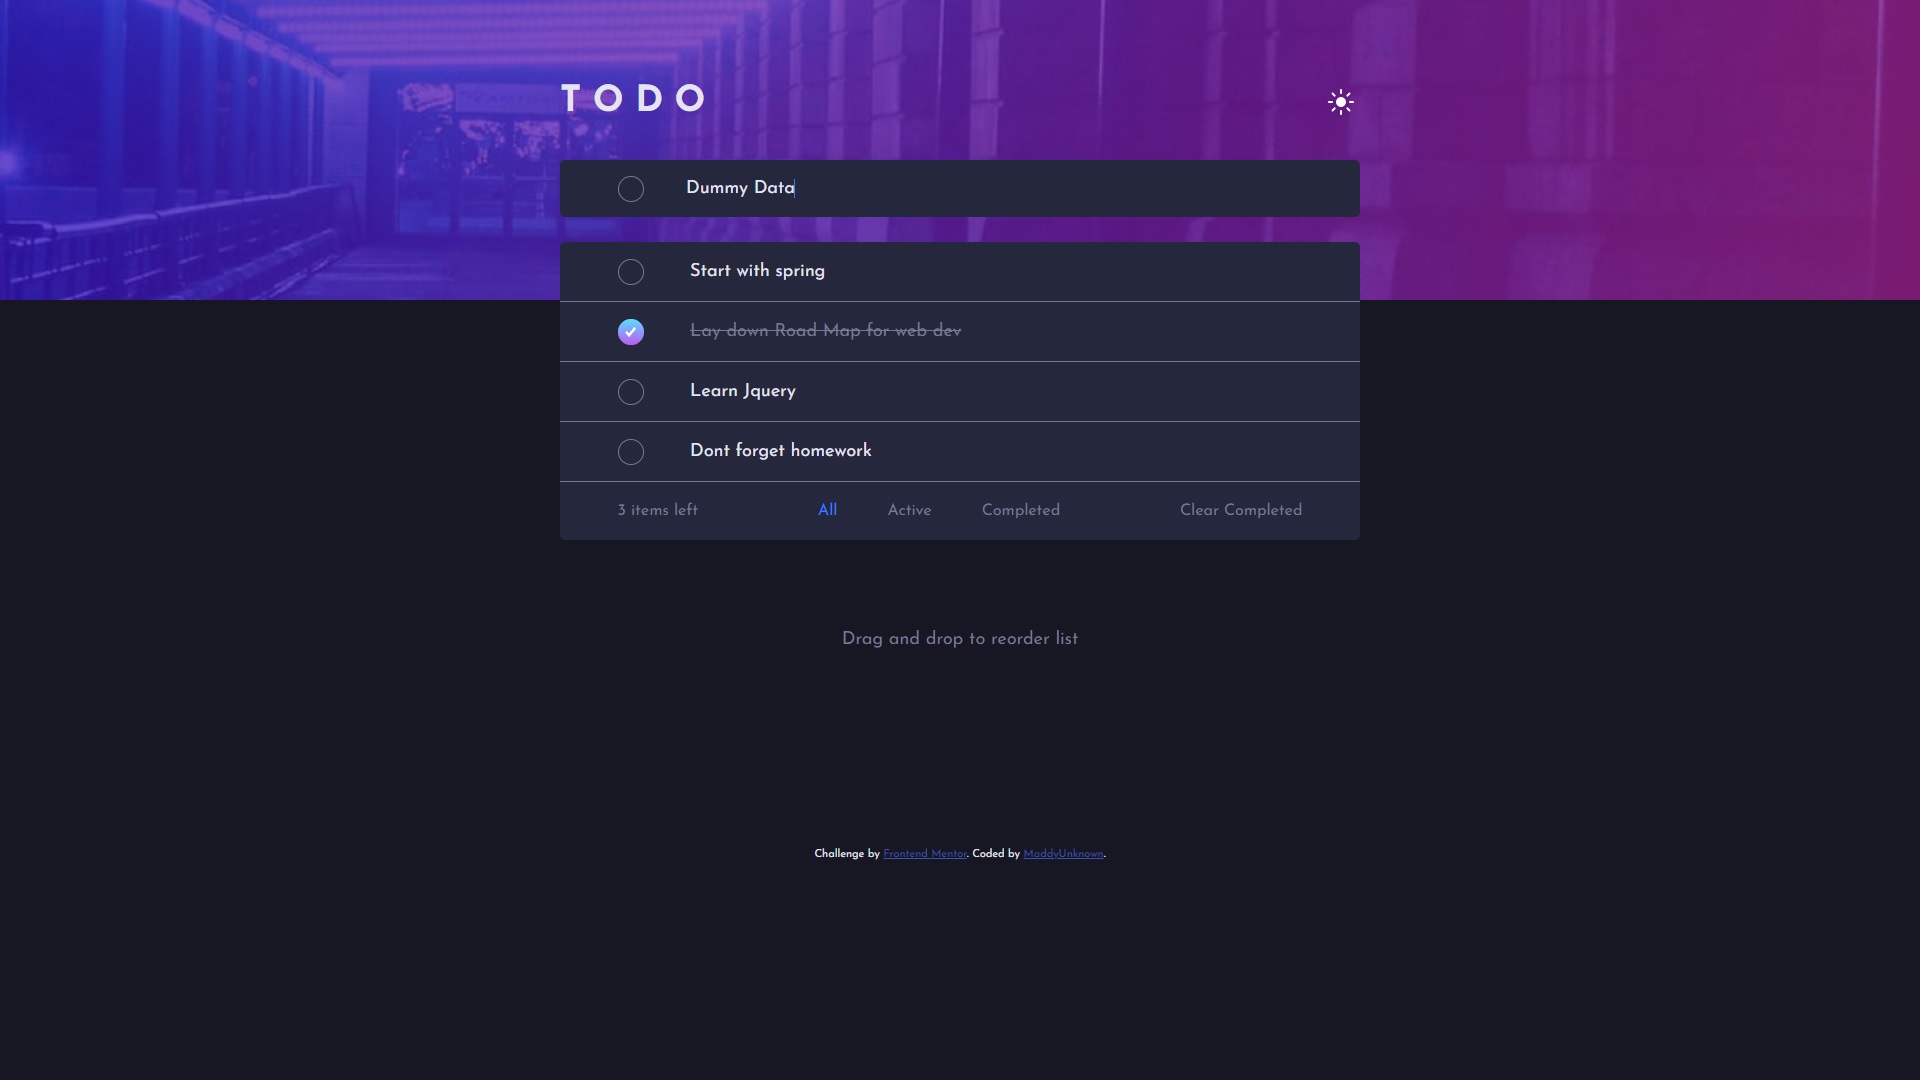 TODO
Dummy Data
Start with spring
Lay down Road Map for web dev
Learn Jquery
Dont forget homework
3 items left All Active Completed Clear Completed
Drag and drop to reorder list
Challenge by Frontend Mentor. Coded by MaddyUnknown.